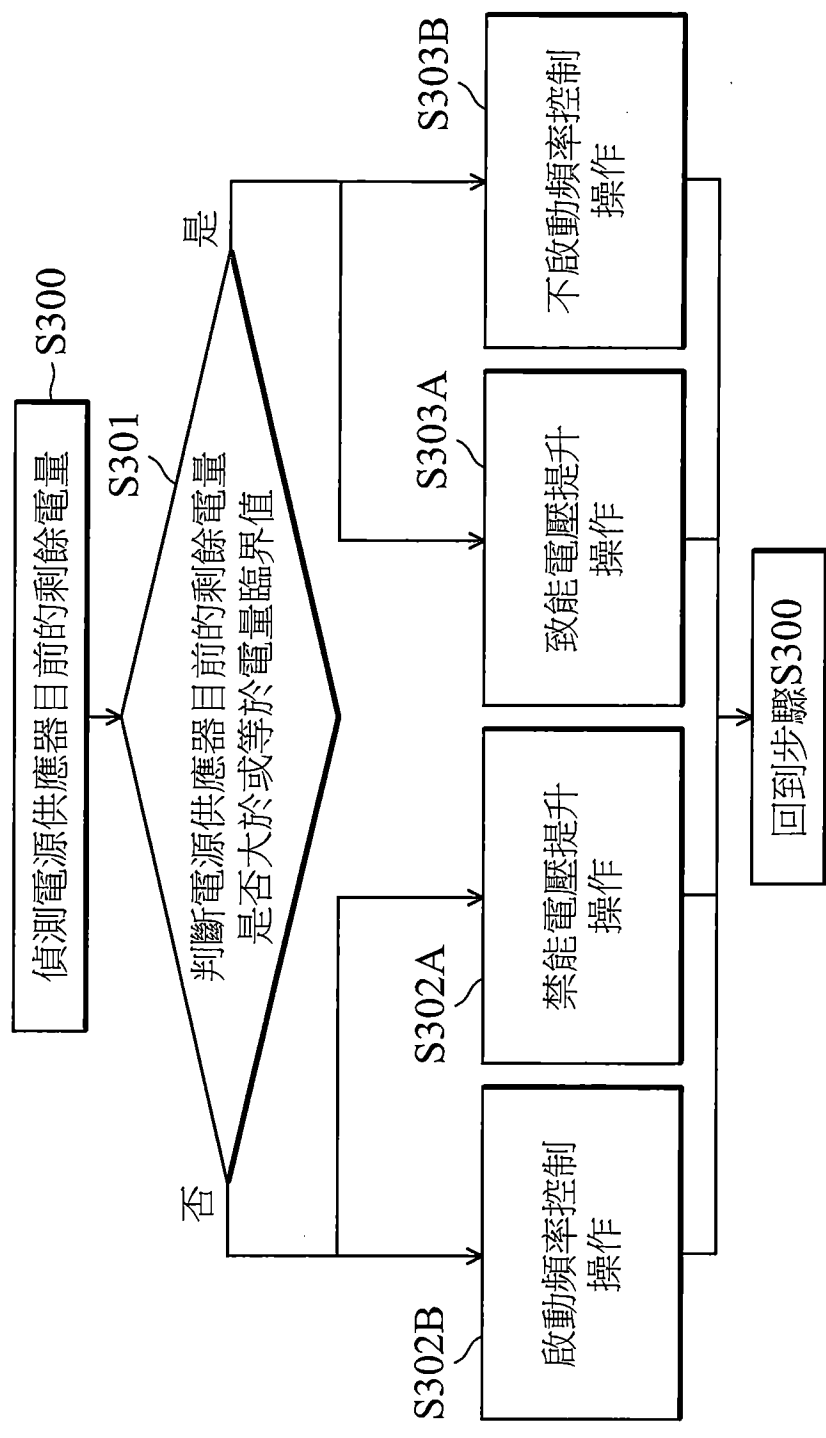 偵測電源供應器目前的剩餘電量
S300
S301
判斷電源供應器目前的剩餘電量
是否大於或等於電量臨界值
否
是
S302B
啟動頻率控制
操作
S302A
禁能電壓提升
操作
S303A
致能電壓提升
操作
S303B
不啟動頻率控制
操作
回到步驟S300